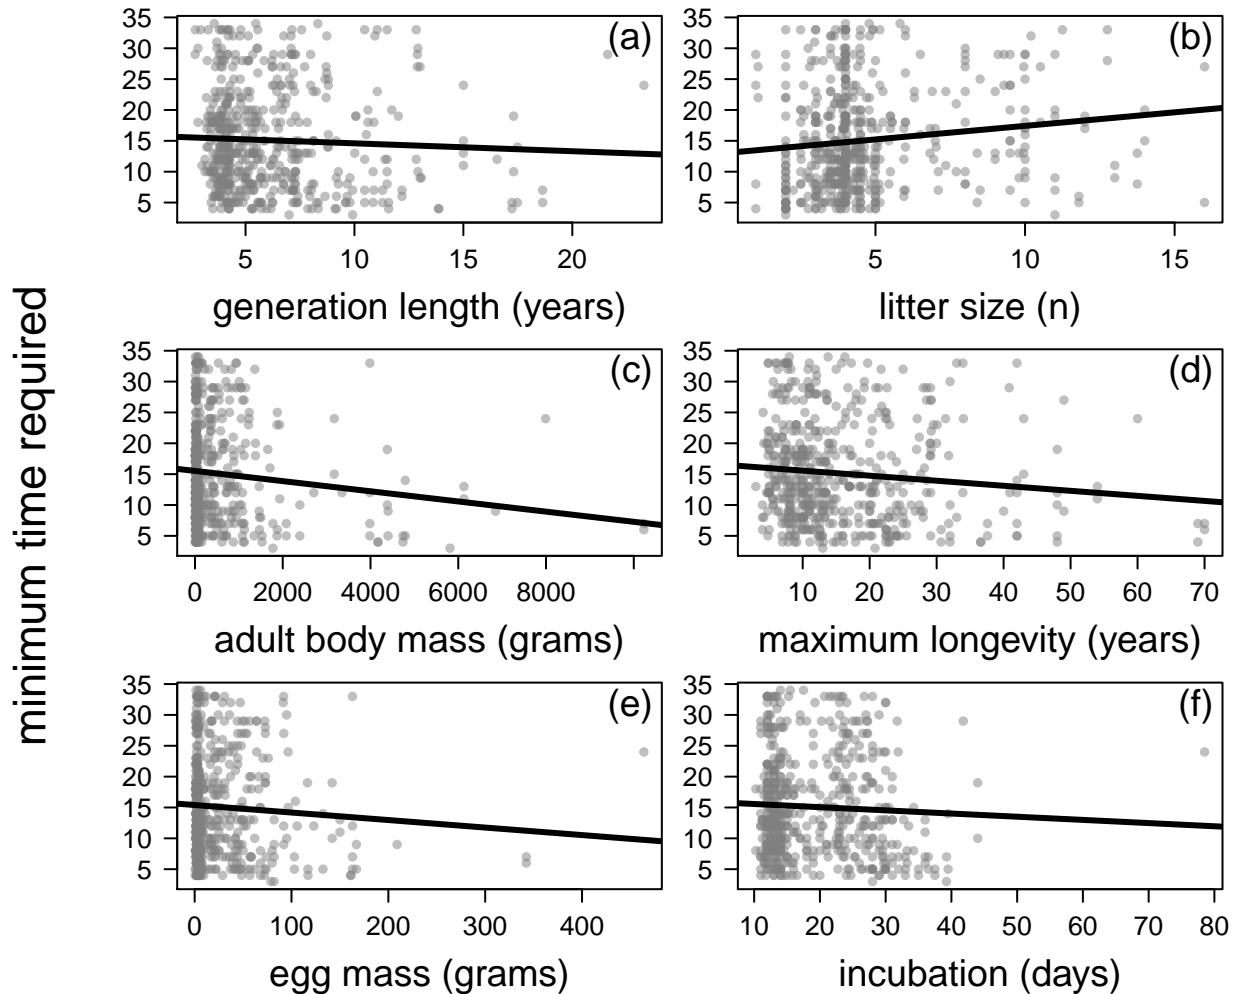 minimum time required
35
30
25
20
15
10
5
(a)
5 10 15 20
generation length (years)
35
30
25
20
15
10
5
(b)
5 10 15
litter size (n)
35
30
25
20
15
10
5
(c)
0 2000 4000 6000 8000
adult body mass (grams)
35
30
25
20
15
10
5
(d)
10 20 30 40 50 60 70
maximum longevity (years)
35
30
25
20
15
10
5
(e)
0 100 200 300 400
egg mass (grams)
35
30
25
20
15
10
5
(f)
10 20 30 40 50 60 70 80
incubation (days)